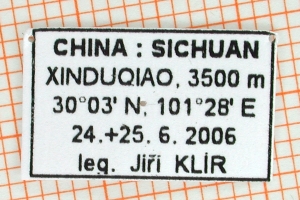 CHINA : SICHUAN
XINDUQIAO, 3500 m
30°03' N, 101°28' E
24.+25. 6. 2006
leg. Jiří KLÍR